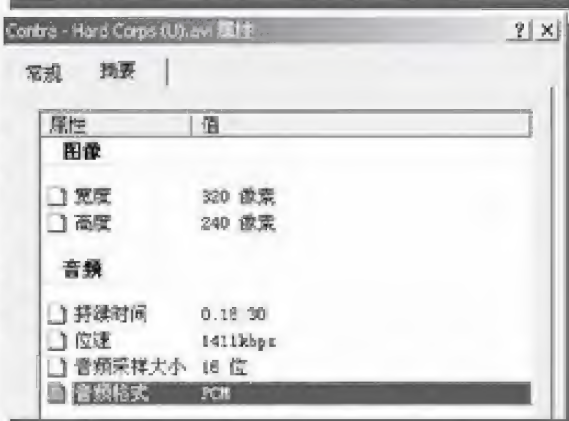 Contra - Hard Corps (U).avi 属性
常规 摘要
属性 值
图像
宽度 320 像素
高度 240 像素
音频
持续时间
位速 1411kbps
音频采样大小 16 位
音频格式 PCM